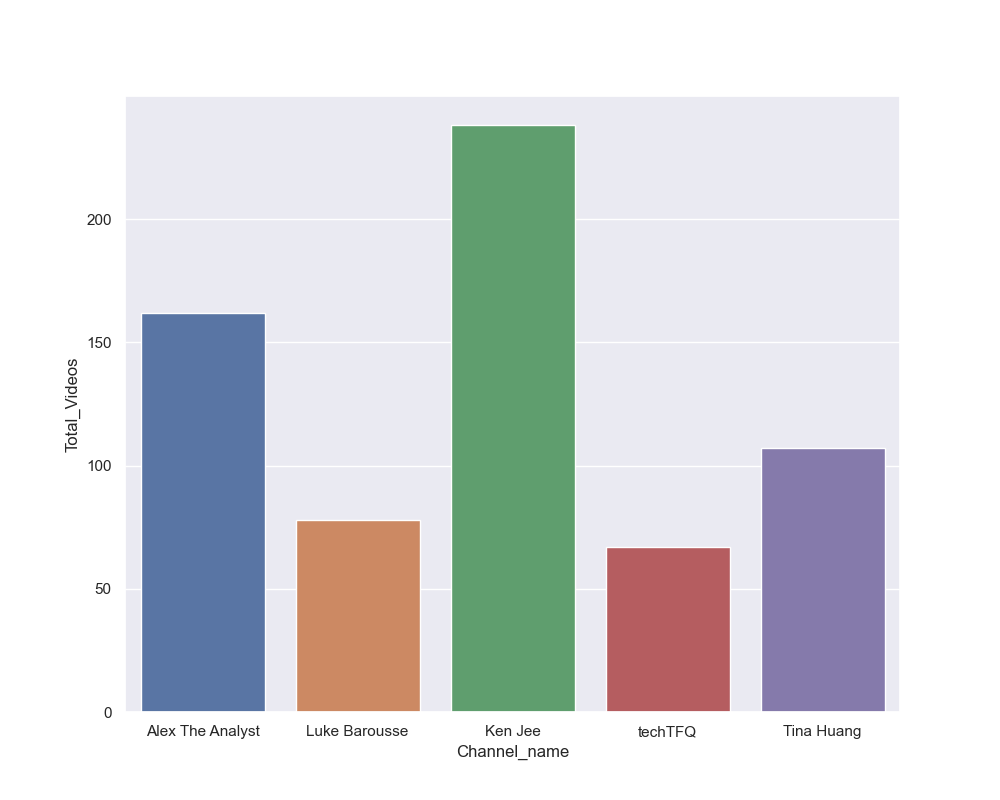 200
150
100
50
0
Total_Videos
Alex The Analyst Luke Barousse Ken Jee techTFQ Tina Huang
Channel_name